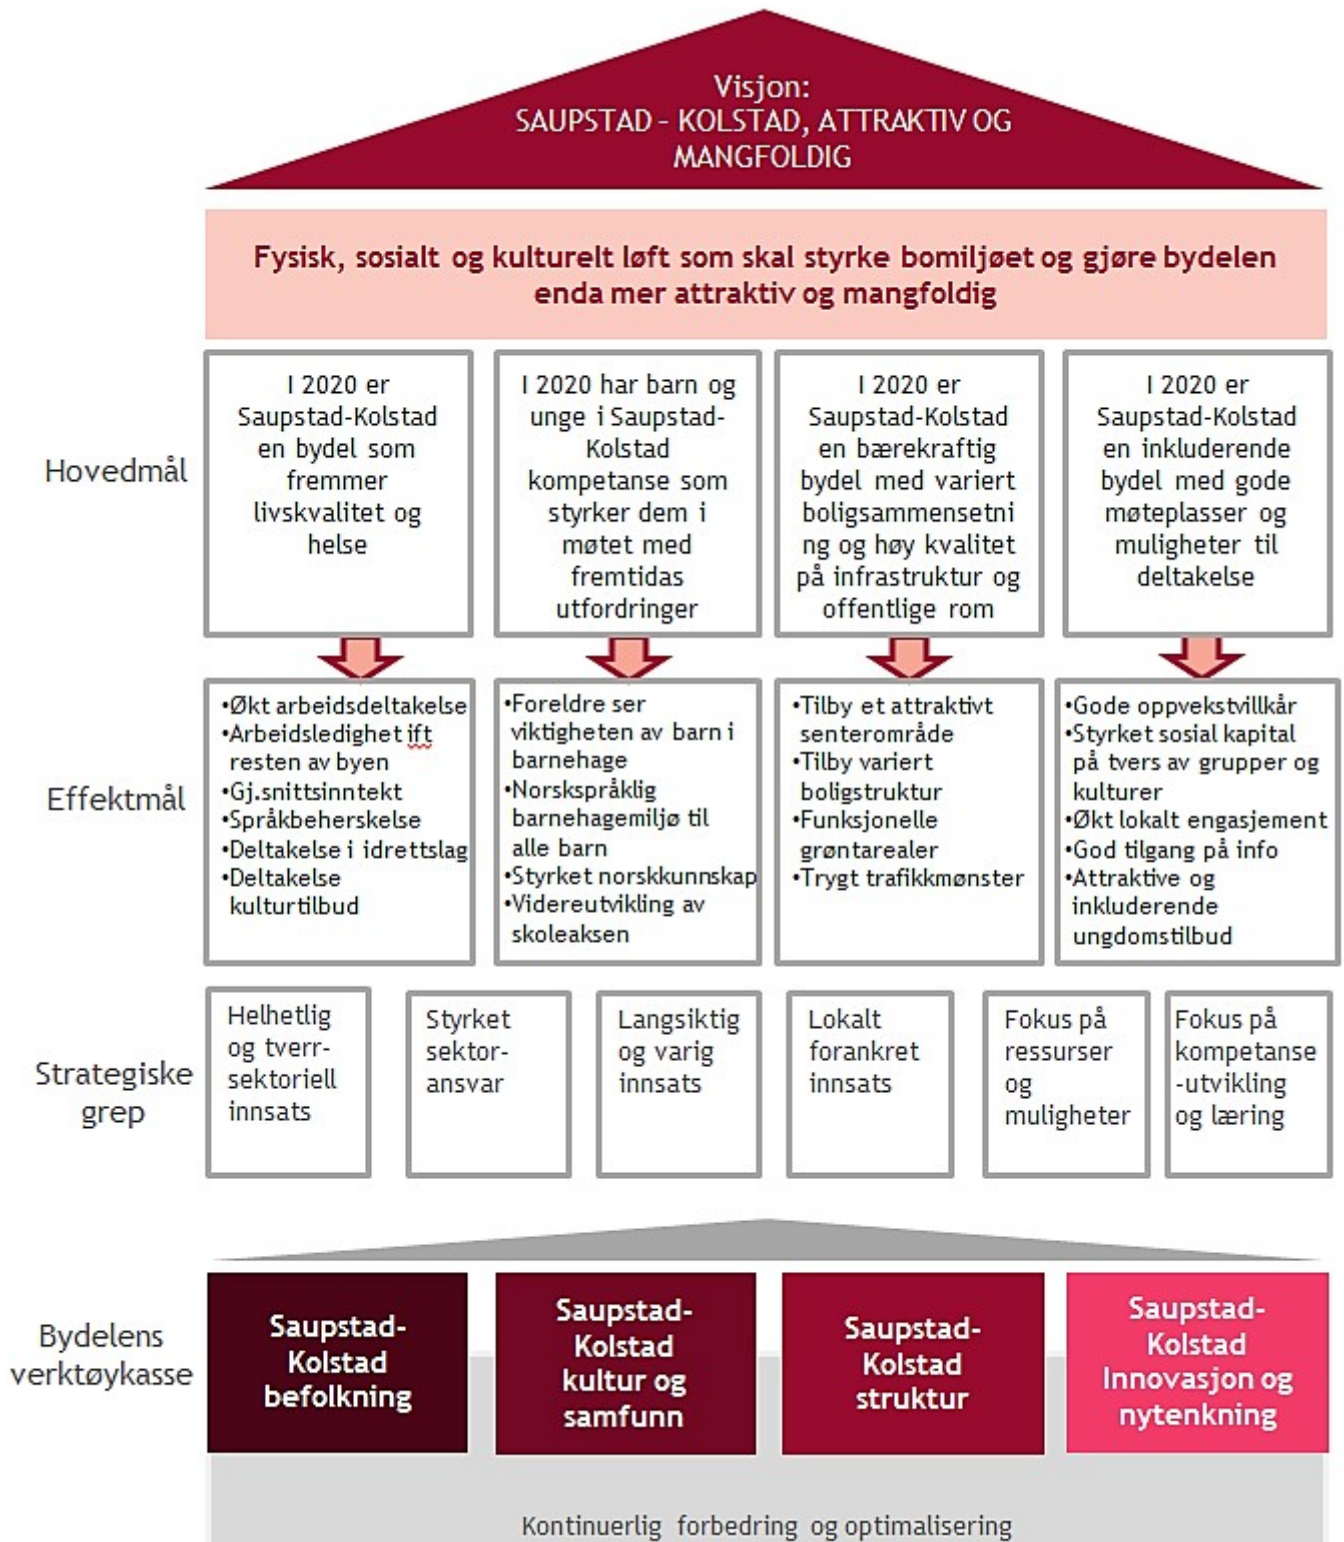 Visjon:
SAUPSTAD - KOLSTAD, ATTRAKTIV OG
MANGFOLDIG
Fysisk, sosialt og kulturelt løft som skal styrke bomiljøet og gjøre bydelen
enda mer attraktiv og mangfoldig
Hovedmål
I 2020 er
Saupstad-Kolstad
en bydel som
fremmer
livskvalitet og
helse
I 2020 har barn og
unge i Saupstad-
Kolstad
kompetanse som
styrker dem i
møtet med
fremtidas
utfordringer
I 2020 er
Saupstad-Kolstad
en bærekraftig
bydel med variert
boligsammensetni
ng og høy kvalitet
på infrastruktur og
offentlige rom
I 2020 er
Saupstad-Kolstad
en inkluderende
bydel med gode
møteplasser og
muligheter til
deltakelse
Effektmål
•Økt arbeidsdeltakelse
•Arbeidsledighet ift
resten av byen
•Gj.snittsinntekt
•Språkbeherskelse
•Deltakelse i idrettslag
•Deltakelse
kulturtilbud
•Foreldre ser
viktigheten av barn i
barnehage
•Norskspråklig
barnehagemiljø til
alle barn
•Styrket norskkunnskap
•Videreutvikling av
skoleaksen
•Tilby et attraktivt
senterområde
•Tilby variert
boligstruktur
•Funksjonelle
grøntarealer
•Trygt trafikkmønster
•Gode oppvekstvillkår
•Styrket sosial kapital
på tvers av grupper og
kulturer
•Økt lokalt engasjement
•God tilgang på info
•Attraktive og
inkluderende
ungdomstilbud
Strategiske
grep
Helhetlig
og tverr-
sektoriell
innsats
Styrket
sektor-
ansvar
Langsiktig
og varig
innsats
Lokalt
forankret
innsats
Fokus på
ressurser
og
muligheter
Fokus på
kompetanse
-utvikling
og læring
Bydelens
verktøykasse
Saupstad-
Kolstad
befolkning
Saupstad-
Kolstad
kultur og
samfunn
Saupstad-
Kolstad
struktur
Saupstad-
Kolstad
Innovasjon og
nytenkning
Kontinuerlig forbedring og optimalisering